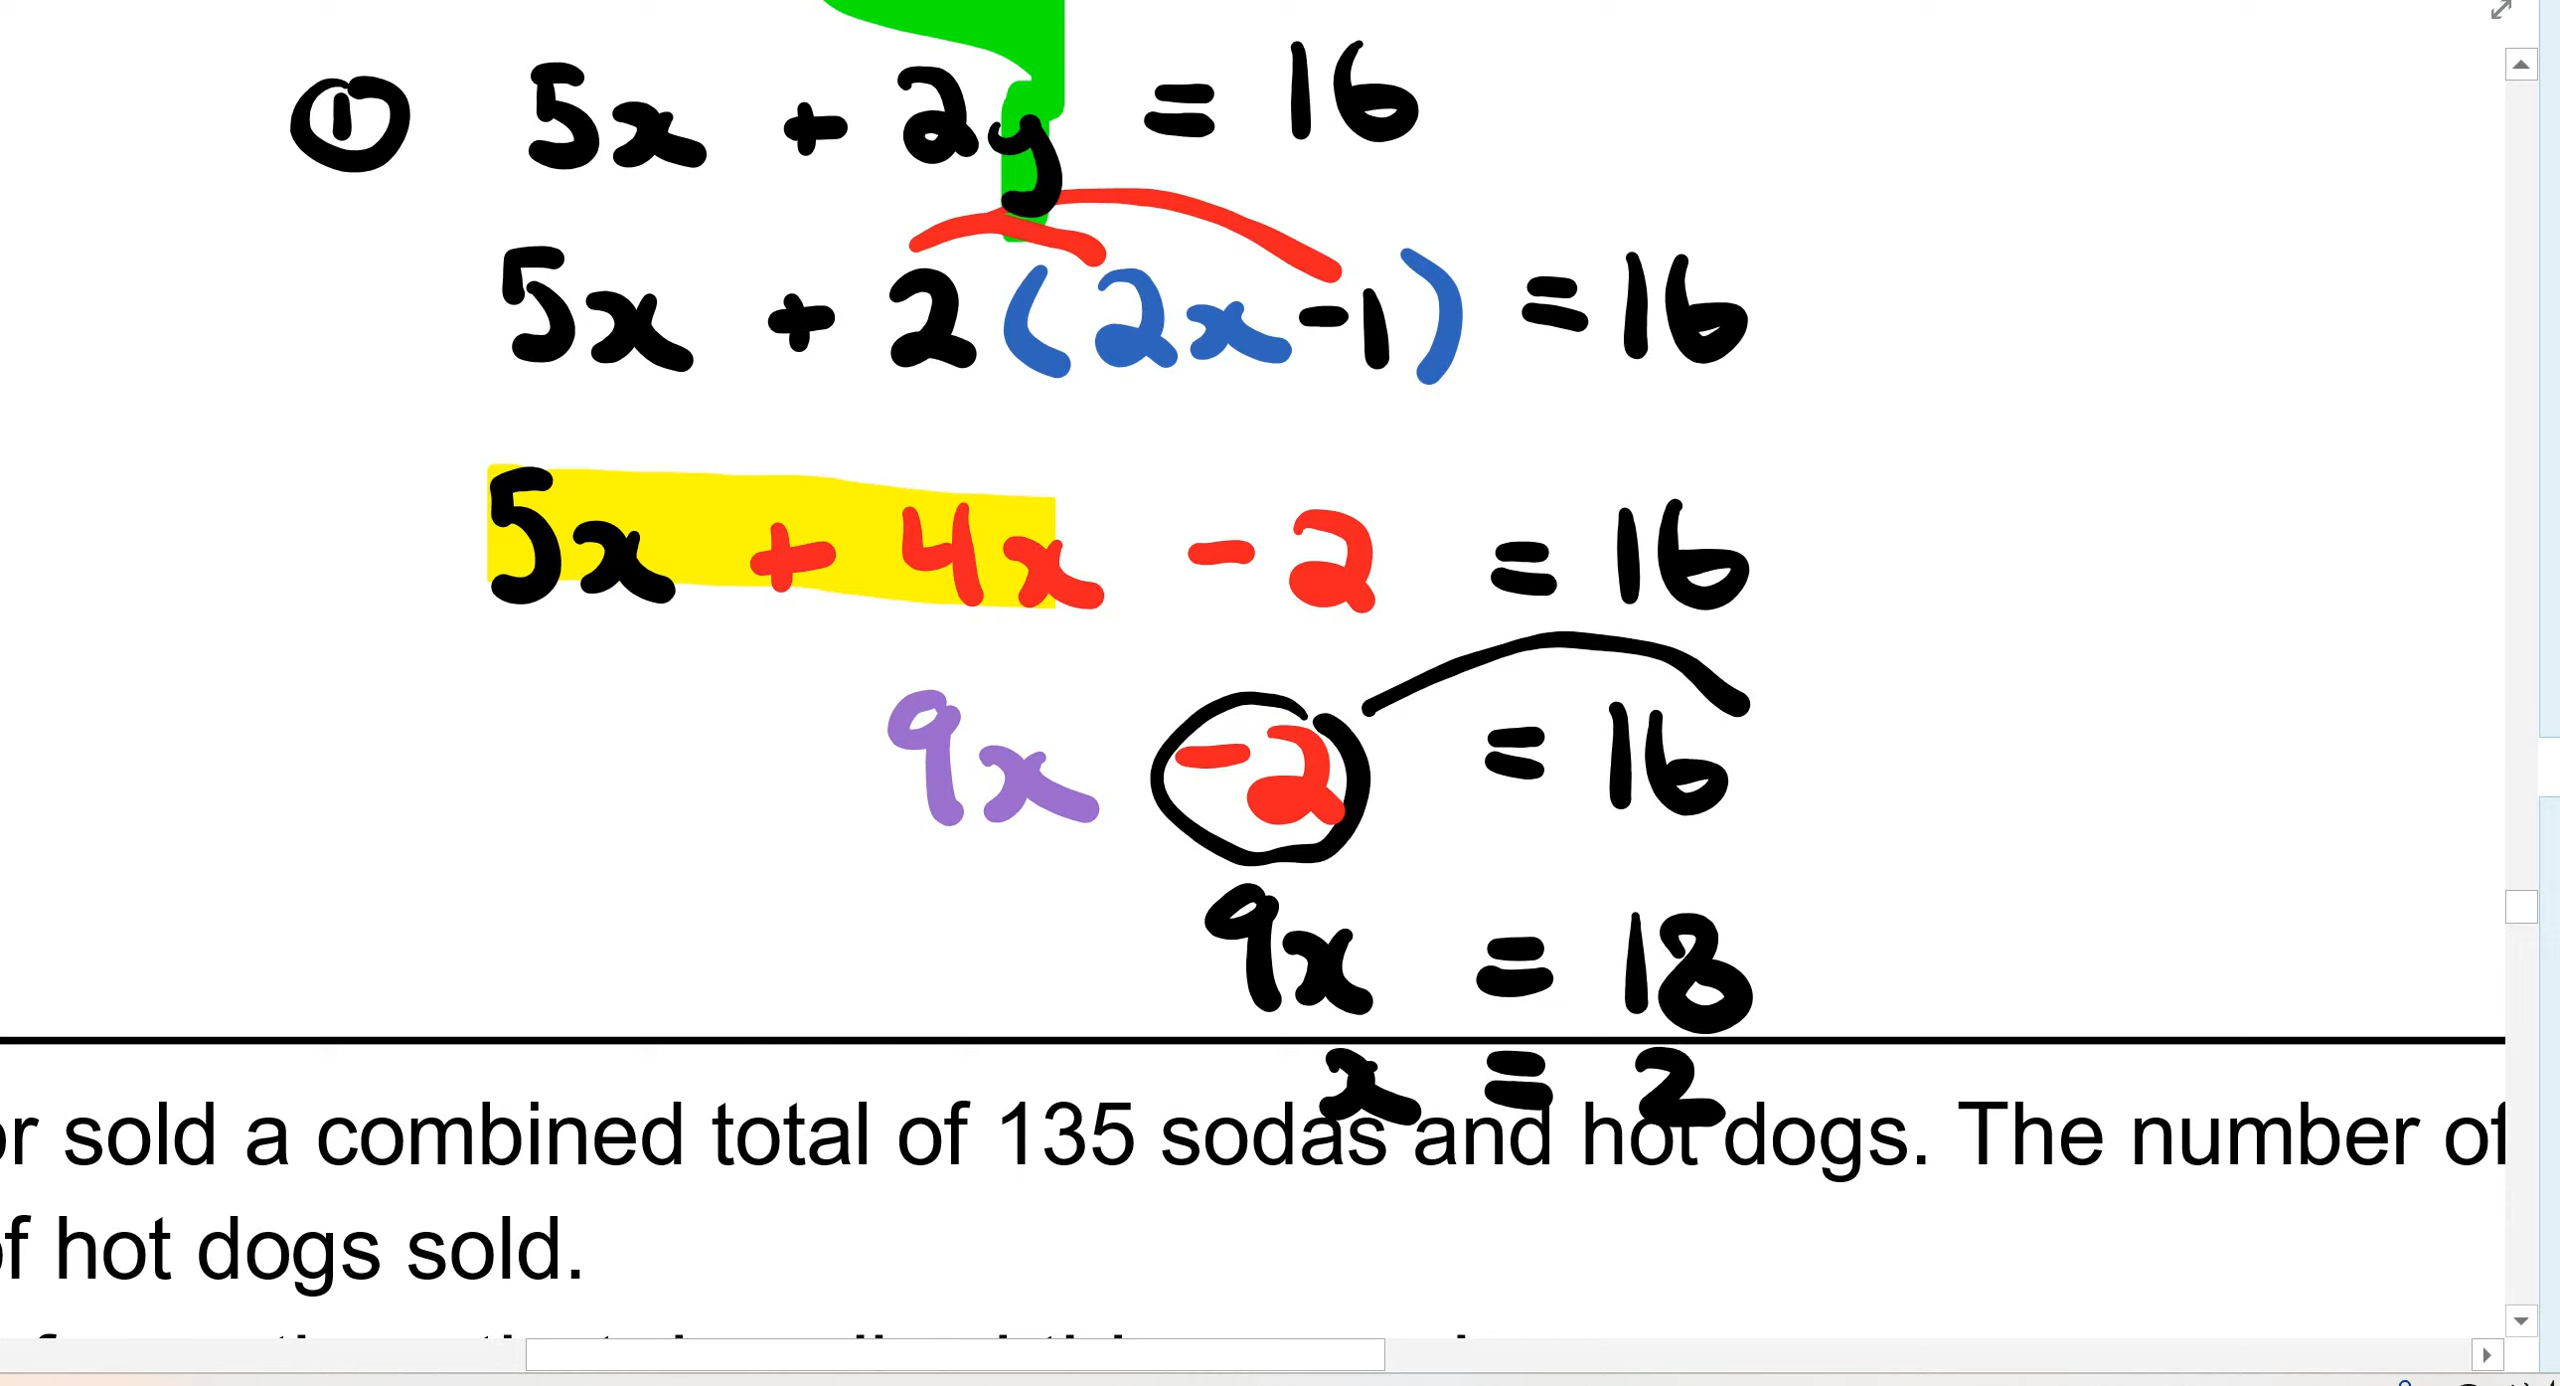 ① 5x + 2y = 16
5x + 2(2x - 1) = 16
5x + 4x - 2 = 16
9x - 2 = 16
9x = 18
x = 2
sold a combined total of 135 sodas and hot dogs. The number of
of hot dogs sold.